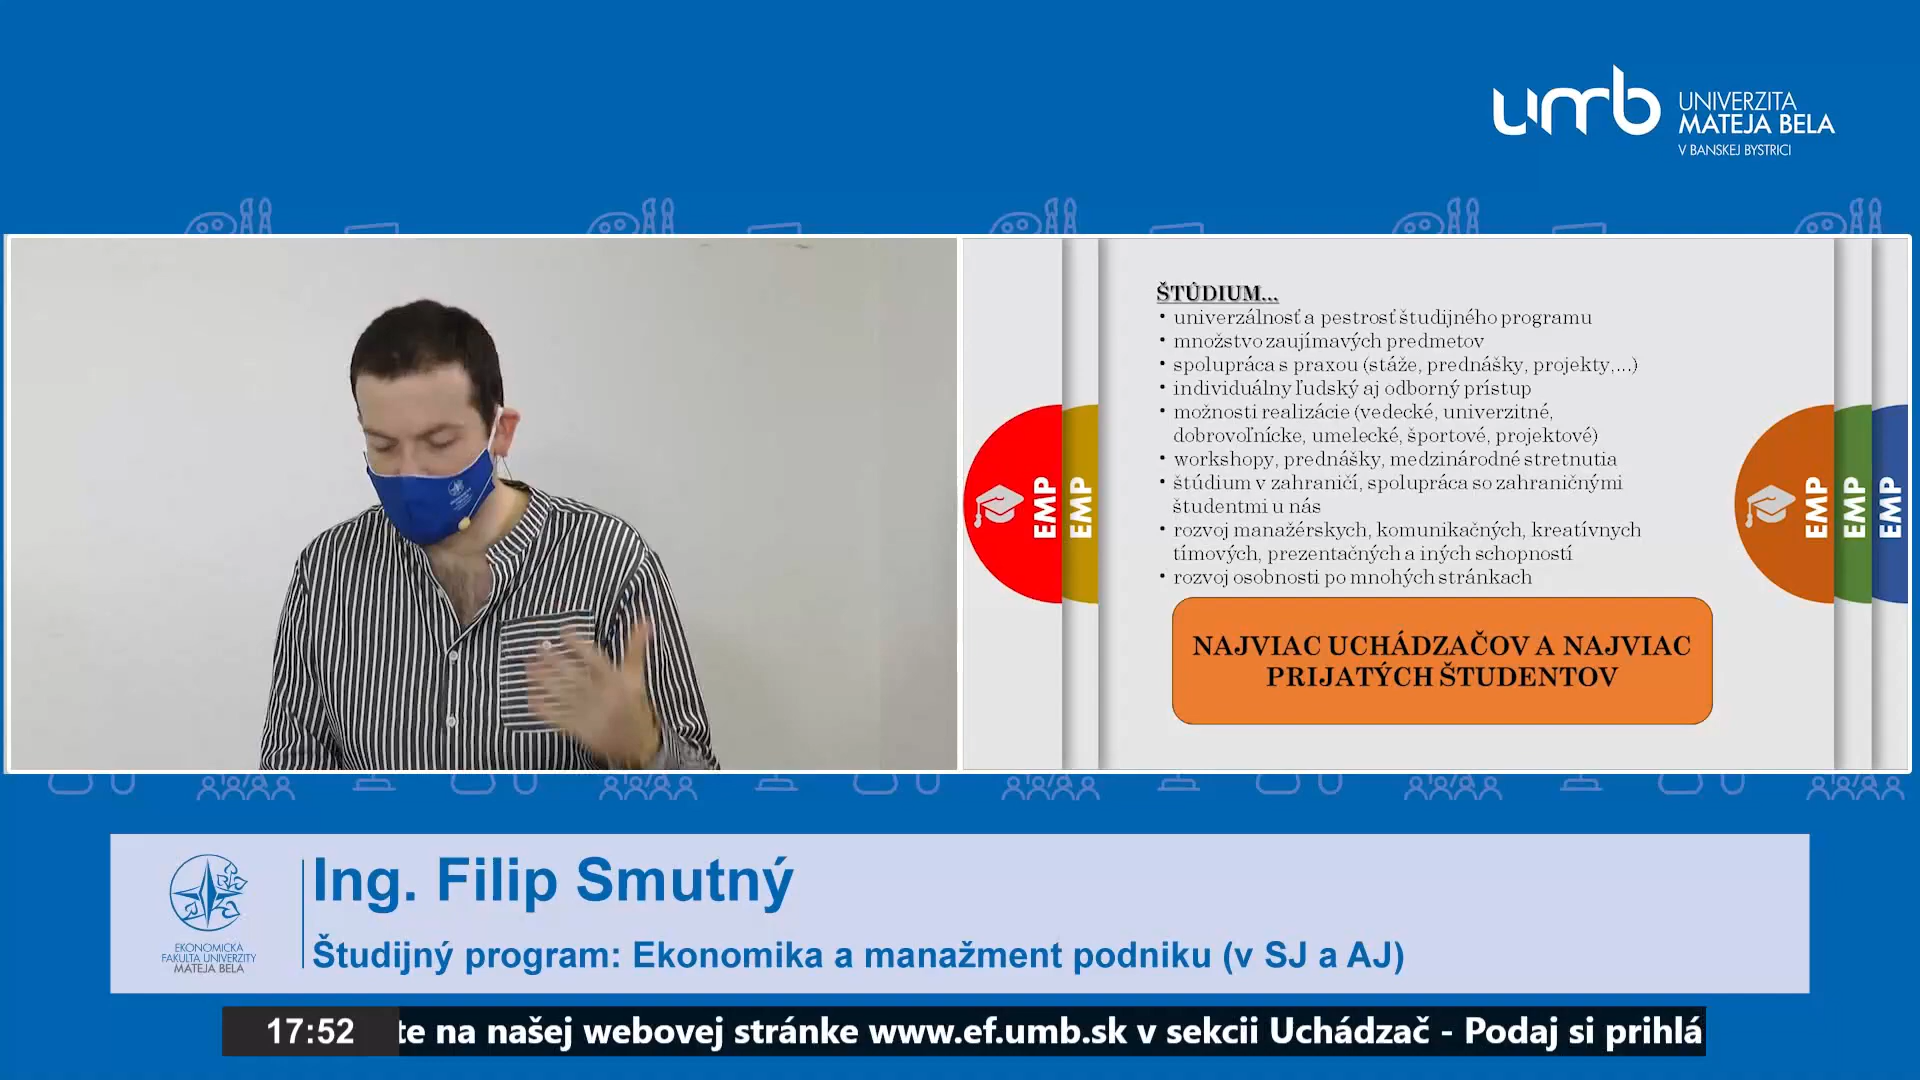 umb
UNIVERZITA
MATEJA BELA
V BANSKEJ BYSTRICI
ŠTÚDIUM...
• univerzálnosť a pestrosť študijného programu
• množstvo zaujímavých predmetov
• spolupráca s praxou (stáže, prednášky, projekty,...)
• individuálny ľudský aj odborný prístup
• možnosti realizácie (vedecké, univerzitné,
dobrovoľnícke, umelecké, športové, projektové)
• workshopy, prednášky, medzinárodné stretnutia
• štúdium v zahraničí, spolupráca so zahraničnými
študentmi u nás
• rozvoj manažérskych, komunikačných, kreatívnych
tímových, prezentačných a iných schopností
• rozvoj osobnosti po mnohých stránkach
NAJVIAC UCHÁDZAČOV A NAJVIAC
PRIJATÝCH ŠTUDENTOV
EMP
EMP
EMP
EMP
EMP
Ing. Filip Smutný
Študijný program: Ekonomika a manažment podniku (v SJ a AJ)
EKONOMICKÁ
FAKULTA UNIVERZITY
MATEJA BELA
17:52 te na našej webovej stránke www.ef.umb.sk v sekcii Uchádzač - Podaj si prihlá